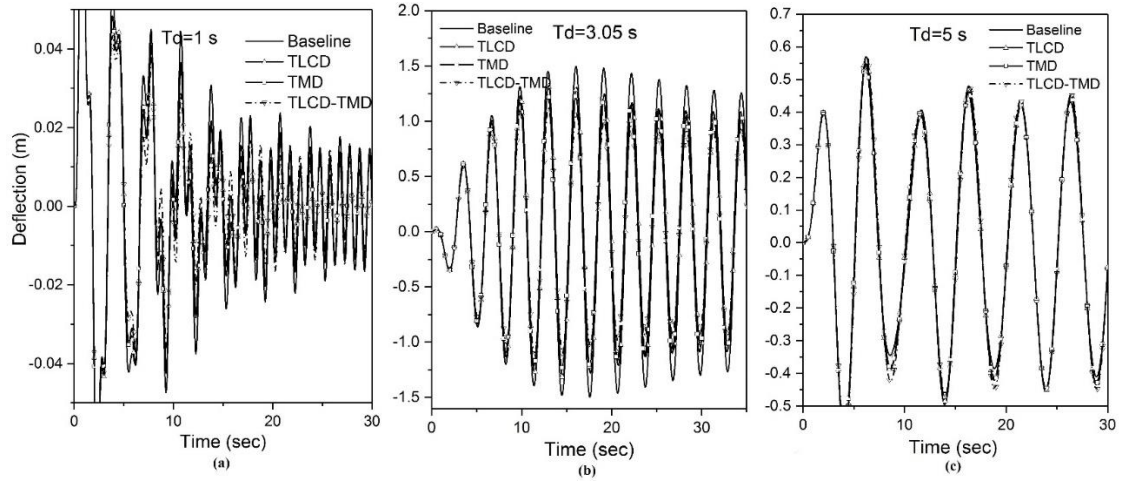 Td=1 s
Baseline
TLCD
TMD
TLCD-TMD
0.04
0.02
0.00
-0.02
-0.04
Deflection (m)
0
10
20
30
Time (sec)
(a)
Td=3.05 s
Baseline
TLCD
TMD
TLCD-TMD
2.0
1.5
1.0
0.5
0.0
-0.5
-1.0
-1.5
0
10
20
30
Time (sec)
(b)
Td=5 s
Baseline
TLCD
TMD
TLCD-TMD
0.7
0.6
0.5
0.4
0.3
0.2
0.1
0.0
-0.1
-0.2
-0.3
-0.4
-0.5
0
10
20
30
Time (sec)
(c)